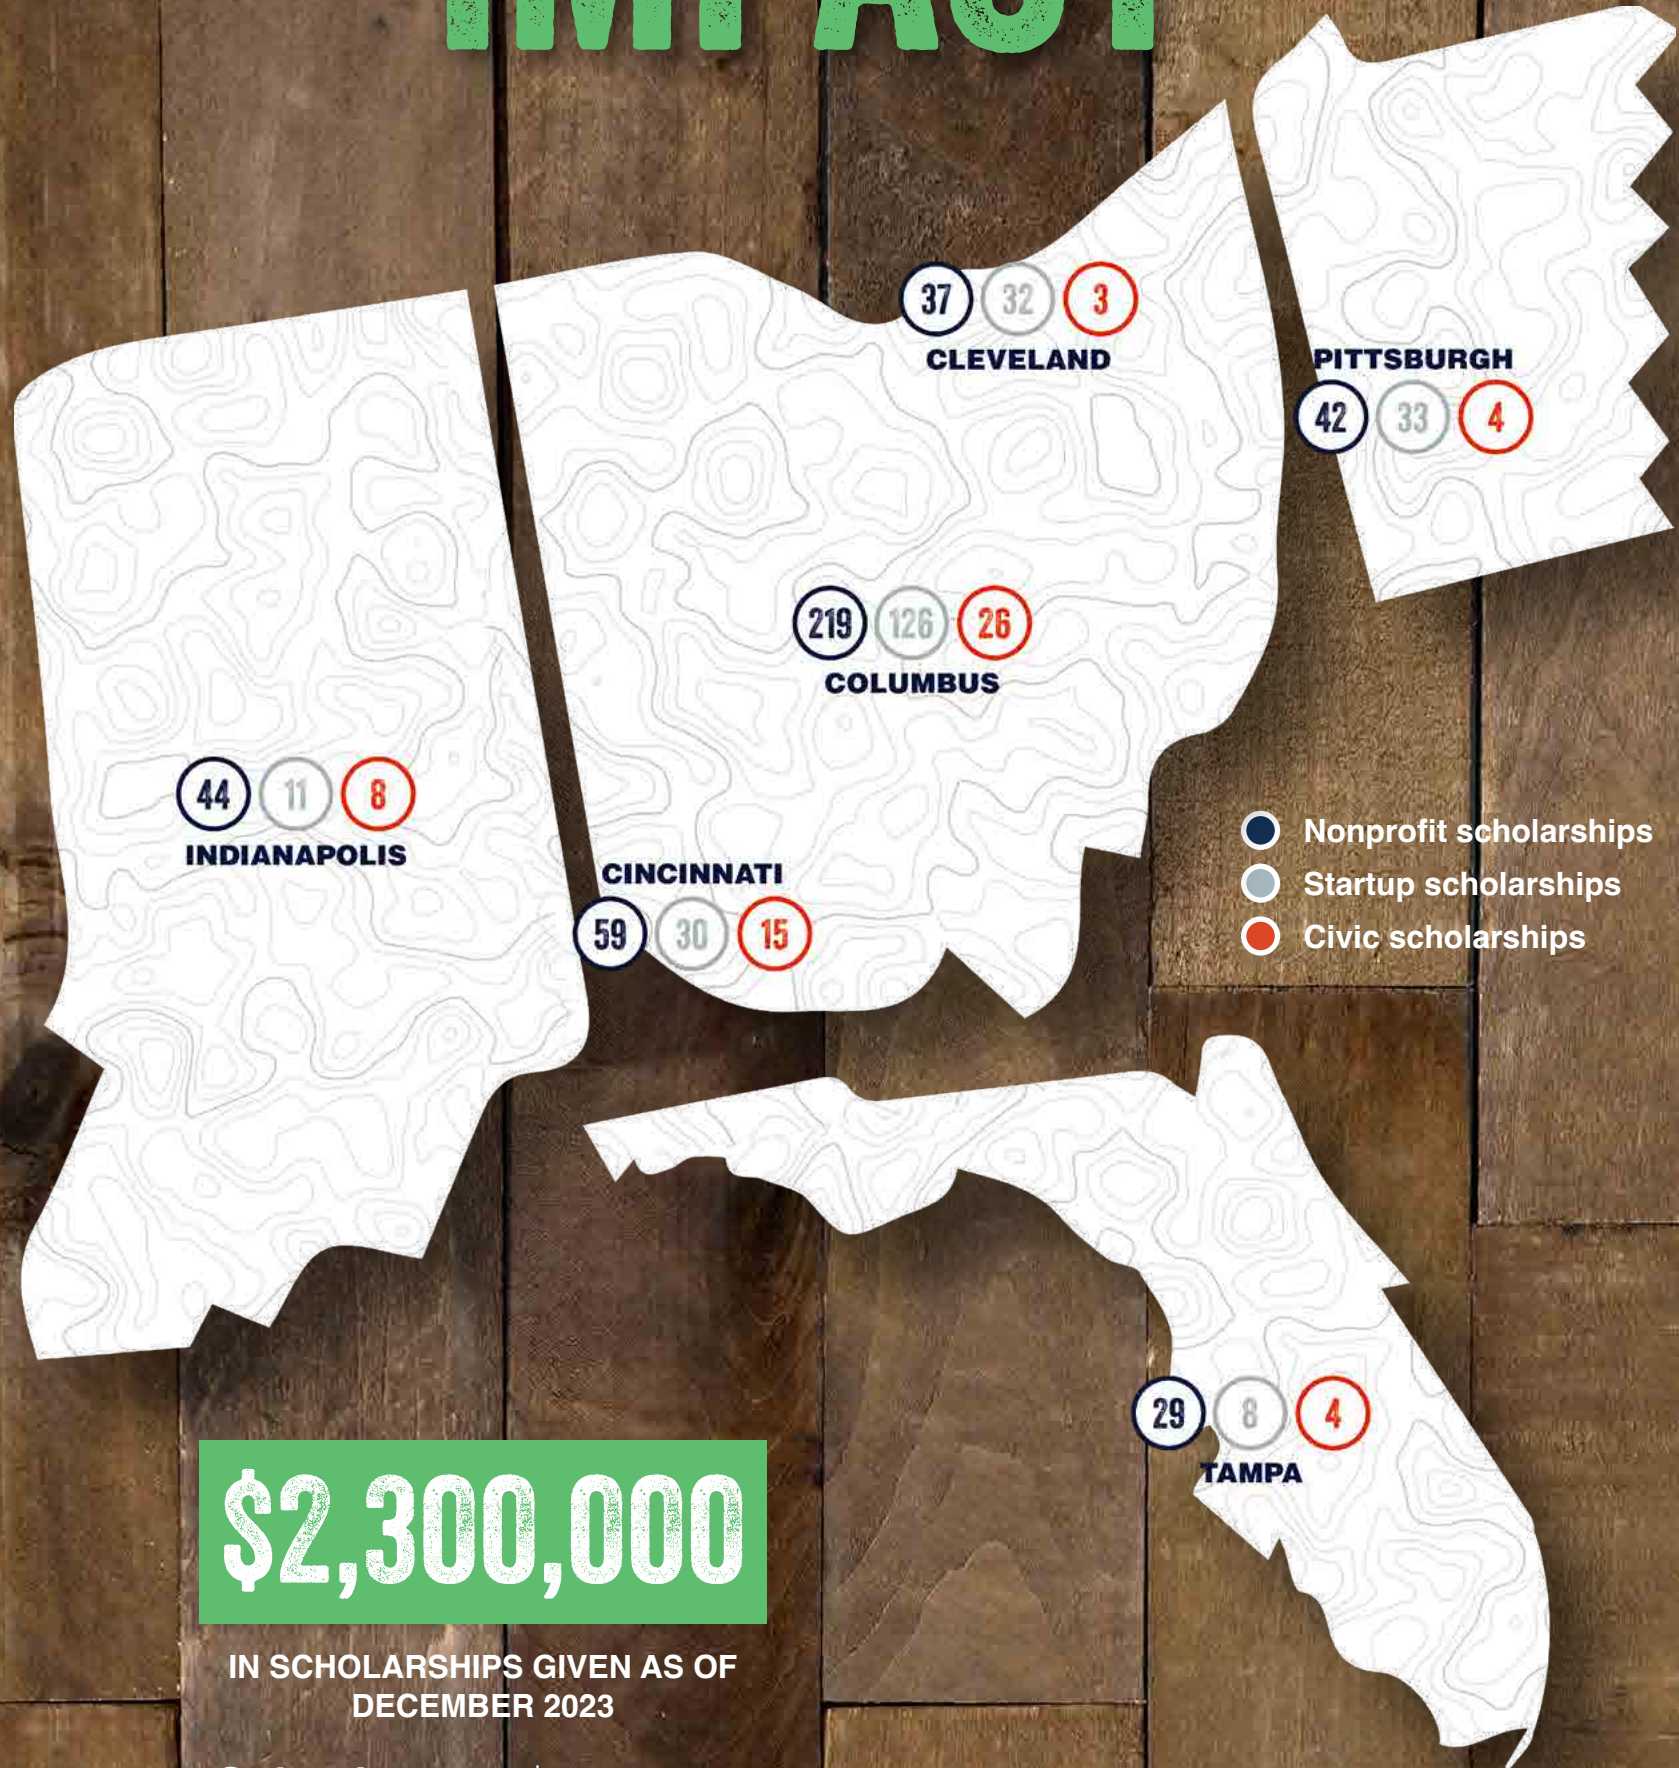 IMPACT
37 32 3
CLEVELAND
PITTSBURGH
42 33 4
219 126 26
COLUMBUS
44 11 8
INDIANAPOLIS
CINCINNATI
59 30 15
Nonprofit scholarships
Startup scholarships
Civic scholarships
29 8 4
TAMPA
$2,300,000
IN SCHOLARSHIPS GIVEN AS OF
DECEMBER 2023